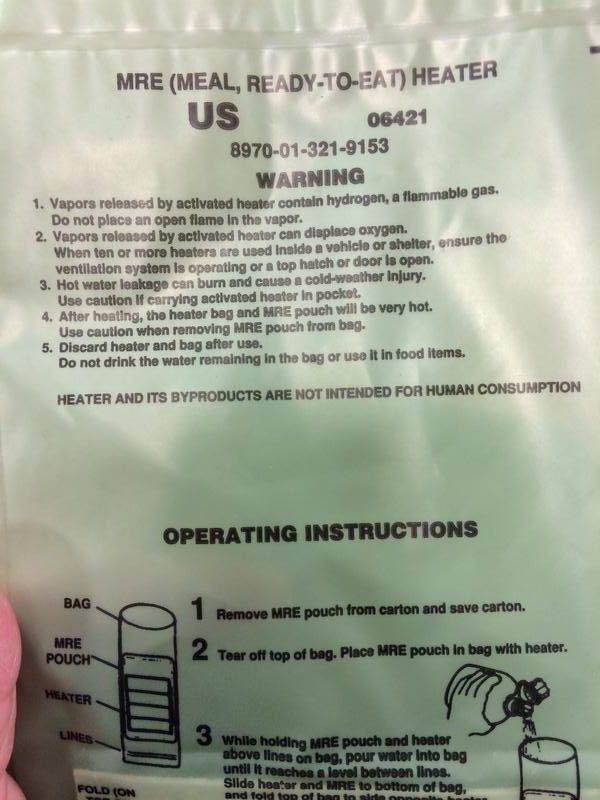 MRE (MEAL, READY-TO-EAT) HEATER
US 06421
8970-01-321-9153
WARNING
1. Vapors released by activated heater contain hydrogen, a flammable gas.
Do not place an open flame in the vapor.
2. Vapors released by activated heater can displace oxygen.
When ten or more heaters are used inside a vehicle or shelter, ensure the
ventilation system is operating or a top hatch or door is open.
3. Hot water leakage can burn and cause a cold-weather injury.
Use caution if carrying activated heater in pocket.
4. After heating, the heater bag and MRE pouch will be very hot.
Use caution when removing MRE pouch from bag.
5. Discard heater and bag after use.
Do not drink the water remaining in the bag or use it in food items.
HEATER AND ITS BYPRODUCTS ARE NOT INTENDED FOR HUMAN CONSUMPTION
OPERATING INSTRUCTIONS
BAG
MRE
POUCH
HEATER
LINES
1 Remove MRE pouch from carton and save carton.
2 Tear off top of bag. Place MRE pouch in bag with heater.
3 While holding MRE pouch and heater
above lines on bag, pour water into bag
until it reaches a level between lines.
Slide heater and MRE to bottom of bag,
and fold top of bag to side opposite heater
FOLD (ON